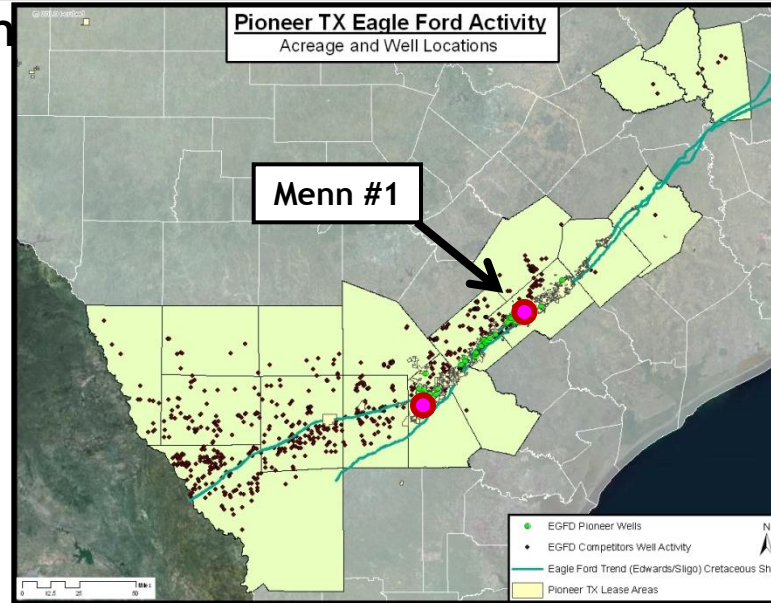 Pioneer TX Eagle Ford Activity
Acreage and Well Locations
Menn #1
EGFD Pioneer Wells
EGFD Competitors Well Activity
Eagle Ford Trend (Edwards/Sligo) Cretaceous Sh
Pioneer TX Lease Areas
N
0 12.5 25 50